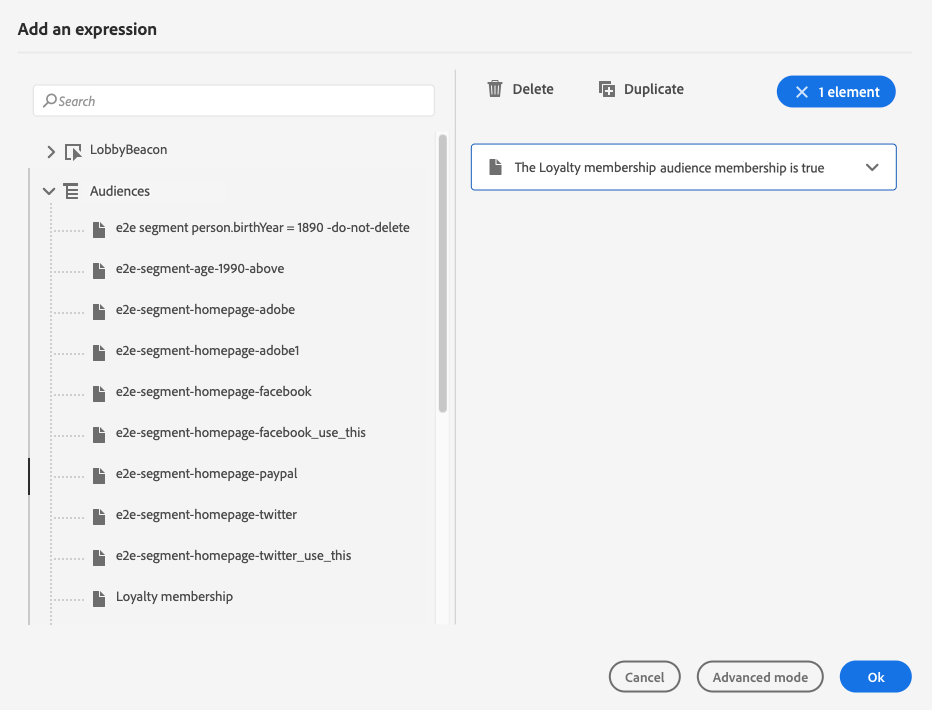 Add an expression
Search
LobbyBeacon
Audiences
e2e segment person.birthYear = 1890 -do-not-delete
e2e-segment-age-1990-above
e2e-segment-homepage-adobe
e2e-segment-homepage-adobe1
e2e-segment-homepage-facebook
e2e-segment-homepage-facebook_use_this
e2e-segment-homepage-paypal
e2e-segment-homepage-twitter
e2e-segment-homepage-twitter_use_this
Loyalty membership
Delete
Duplicate
1 element
The Loyalty membership audience membership is true
Cancel
Advanced mode
Ok